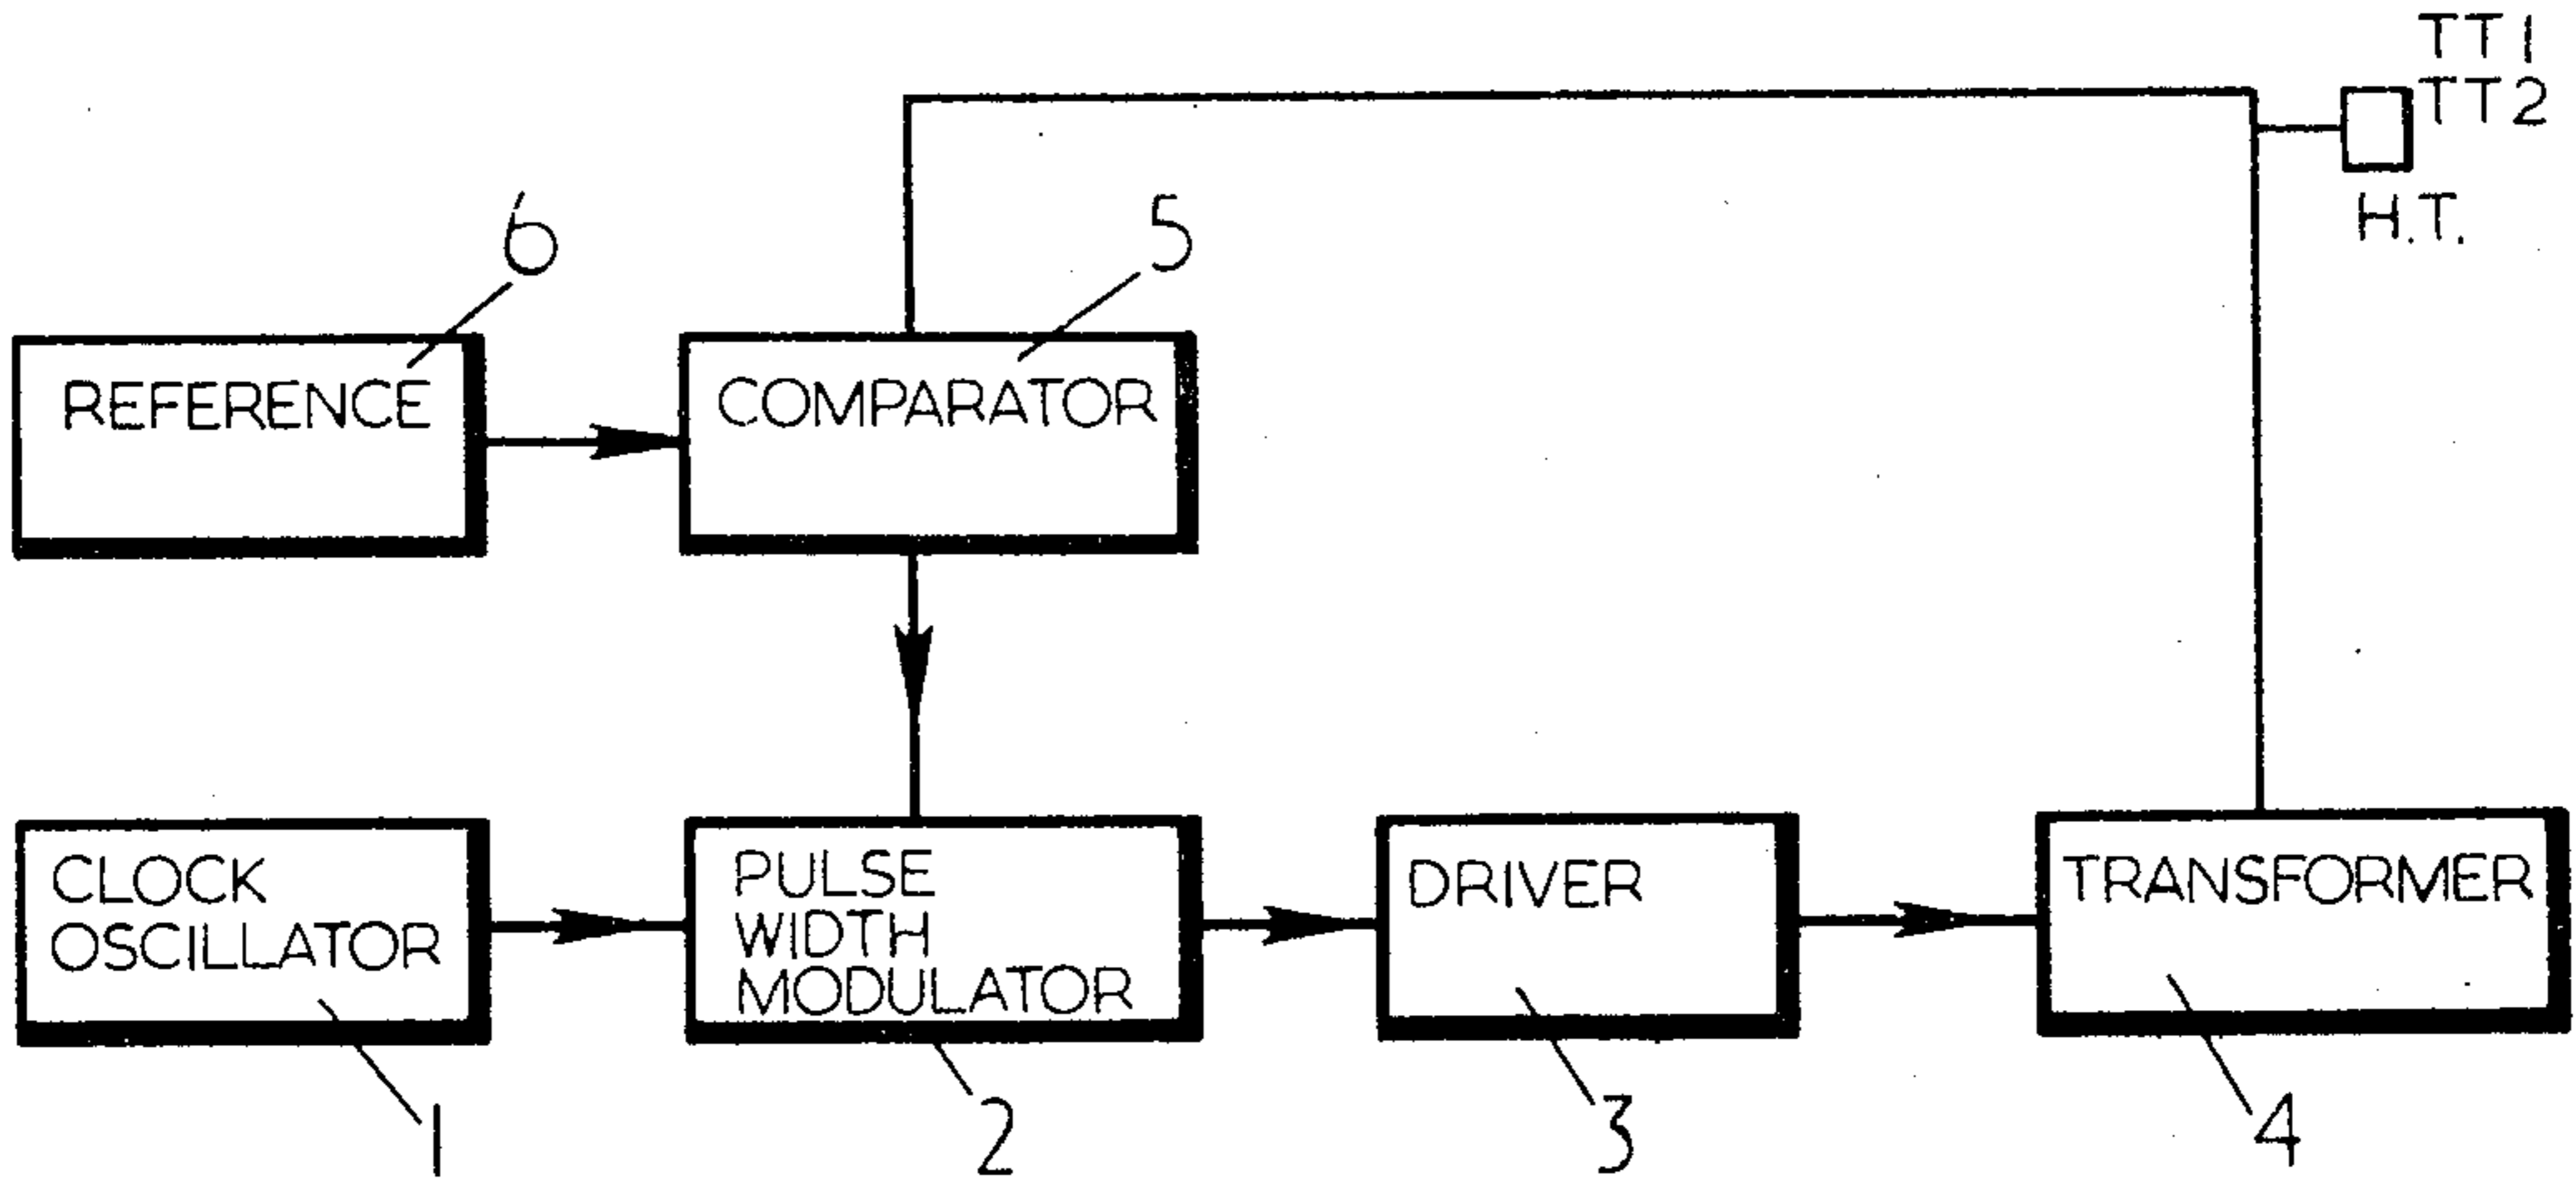 TT1
TT2
H.T.
6
5
REFERENCE
COMPARATOR
CLOCK
OSCILLATOR
PULSE
WIDTH
MODULATOR
DRIVER
TRANSFORMER
1
2
3
4